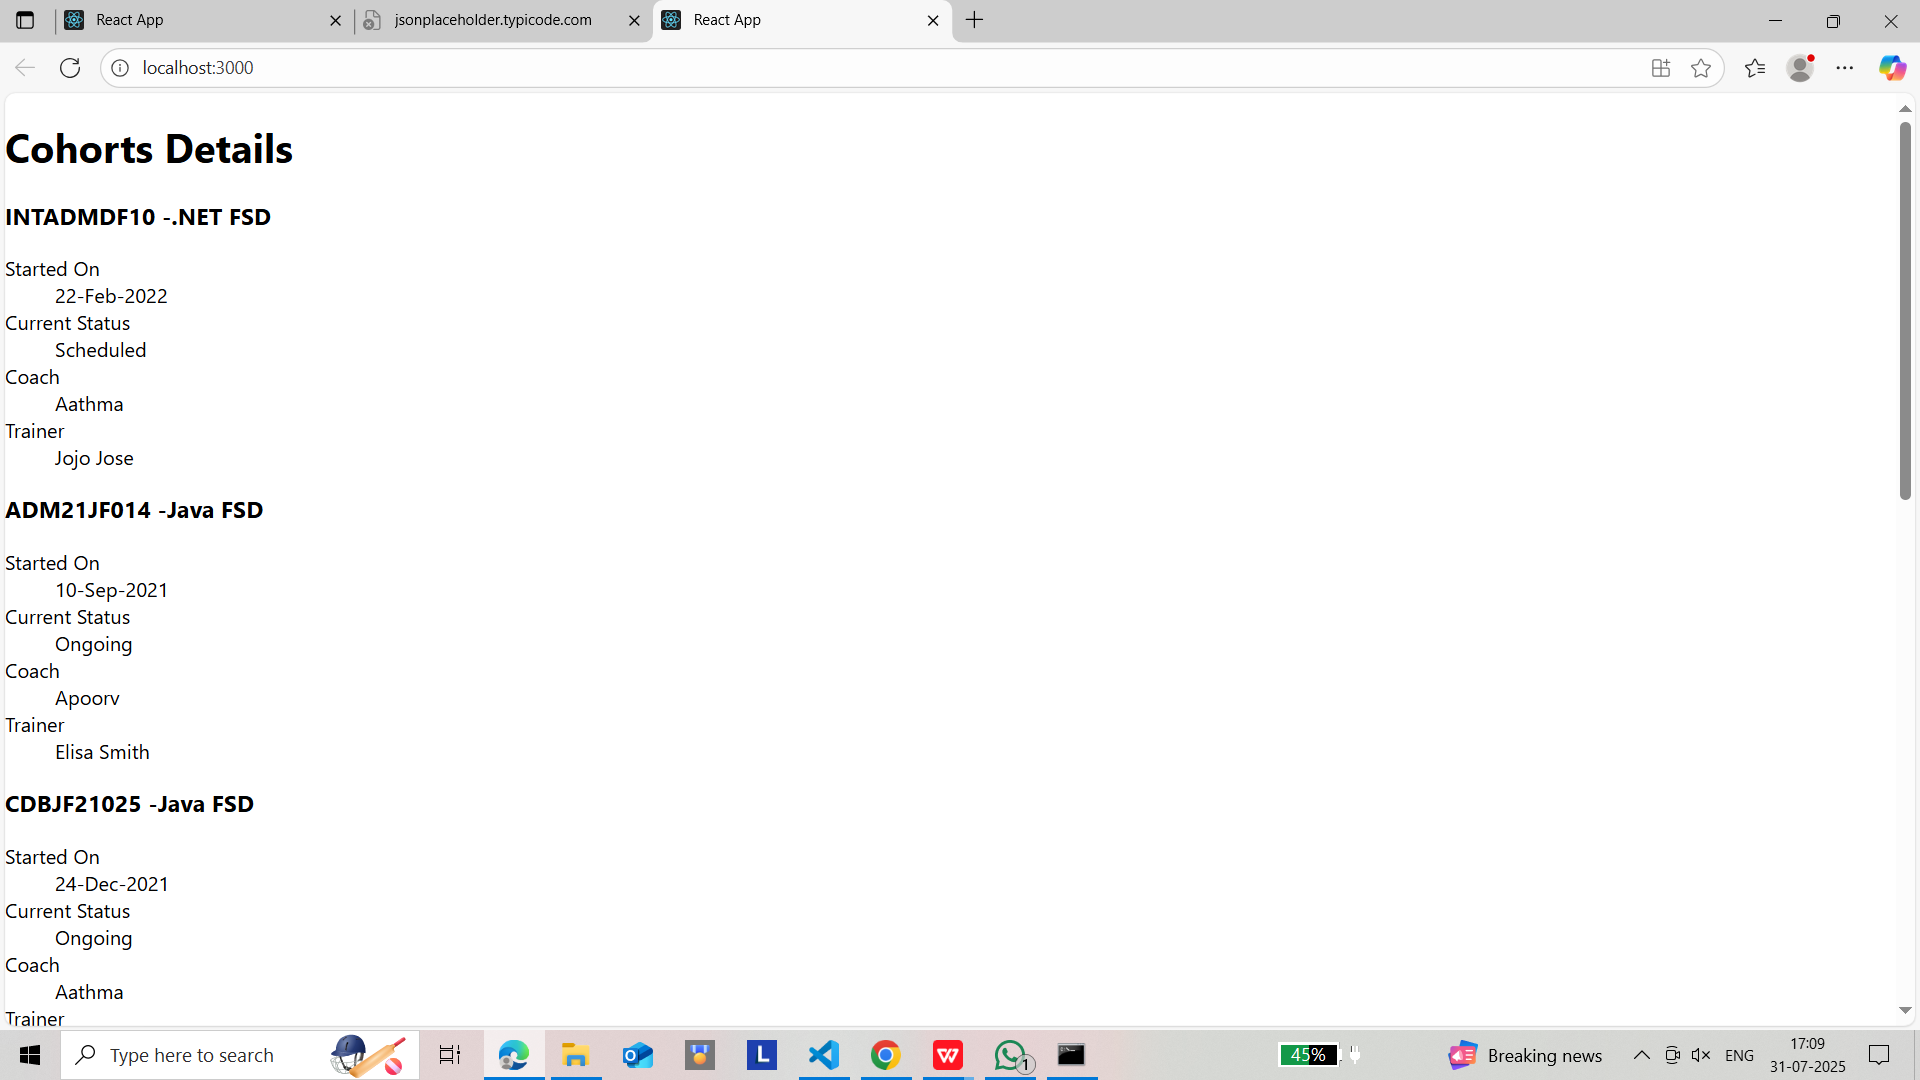 React App
jsonplaceholder.typicode.com
React App
localhost:3000
Cohorts Details
INTADMDF10 -.NET FSD
Started On
22-Feb-2022
Current Status
Scheduled
Coach
Aathma
Trainer
Jojo Jose
ADM21JF014 -Java FSD
Started On
10-Sep-2021
Current Status
Ongoing
Coach
Apoorv
Trainer
Elisa Smith
CDBJF21025 -Java FSD
Started On
24-Dec-2021
Current Status
Ongoing
Coach
Aathma
Trainer
Type here to search
L
W
1
45%
Breaking news
ENG
17:09
31-07-2025